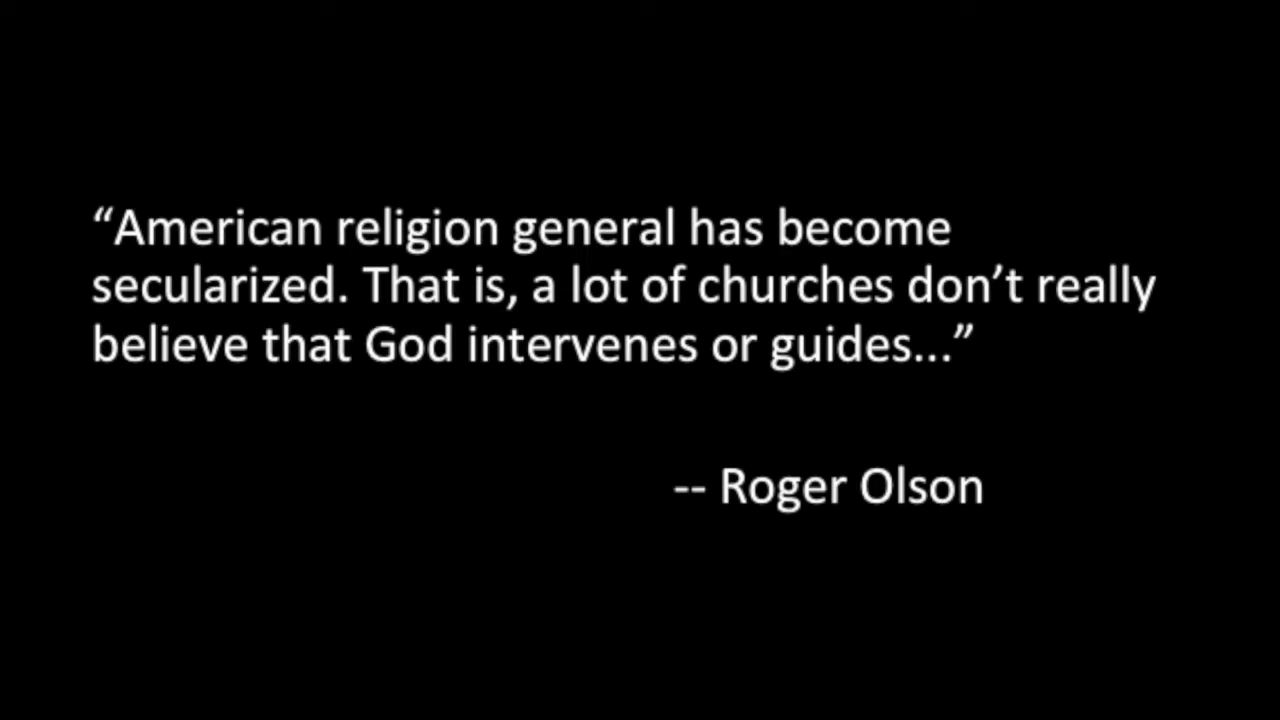 “American religion general has become
secularized. That is, a lot of churches don’t really
believe that God intervenes or guides...”
-- Roger Olson